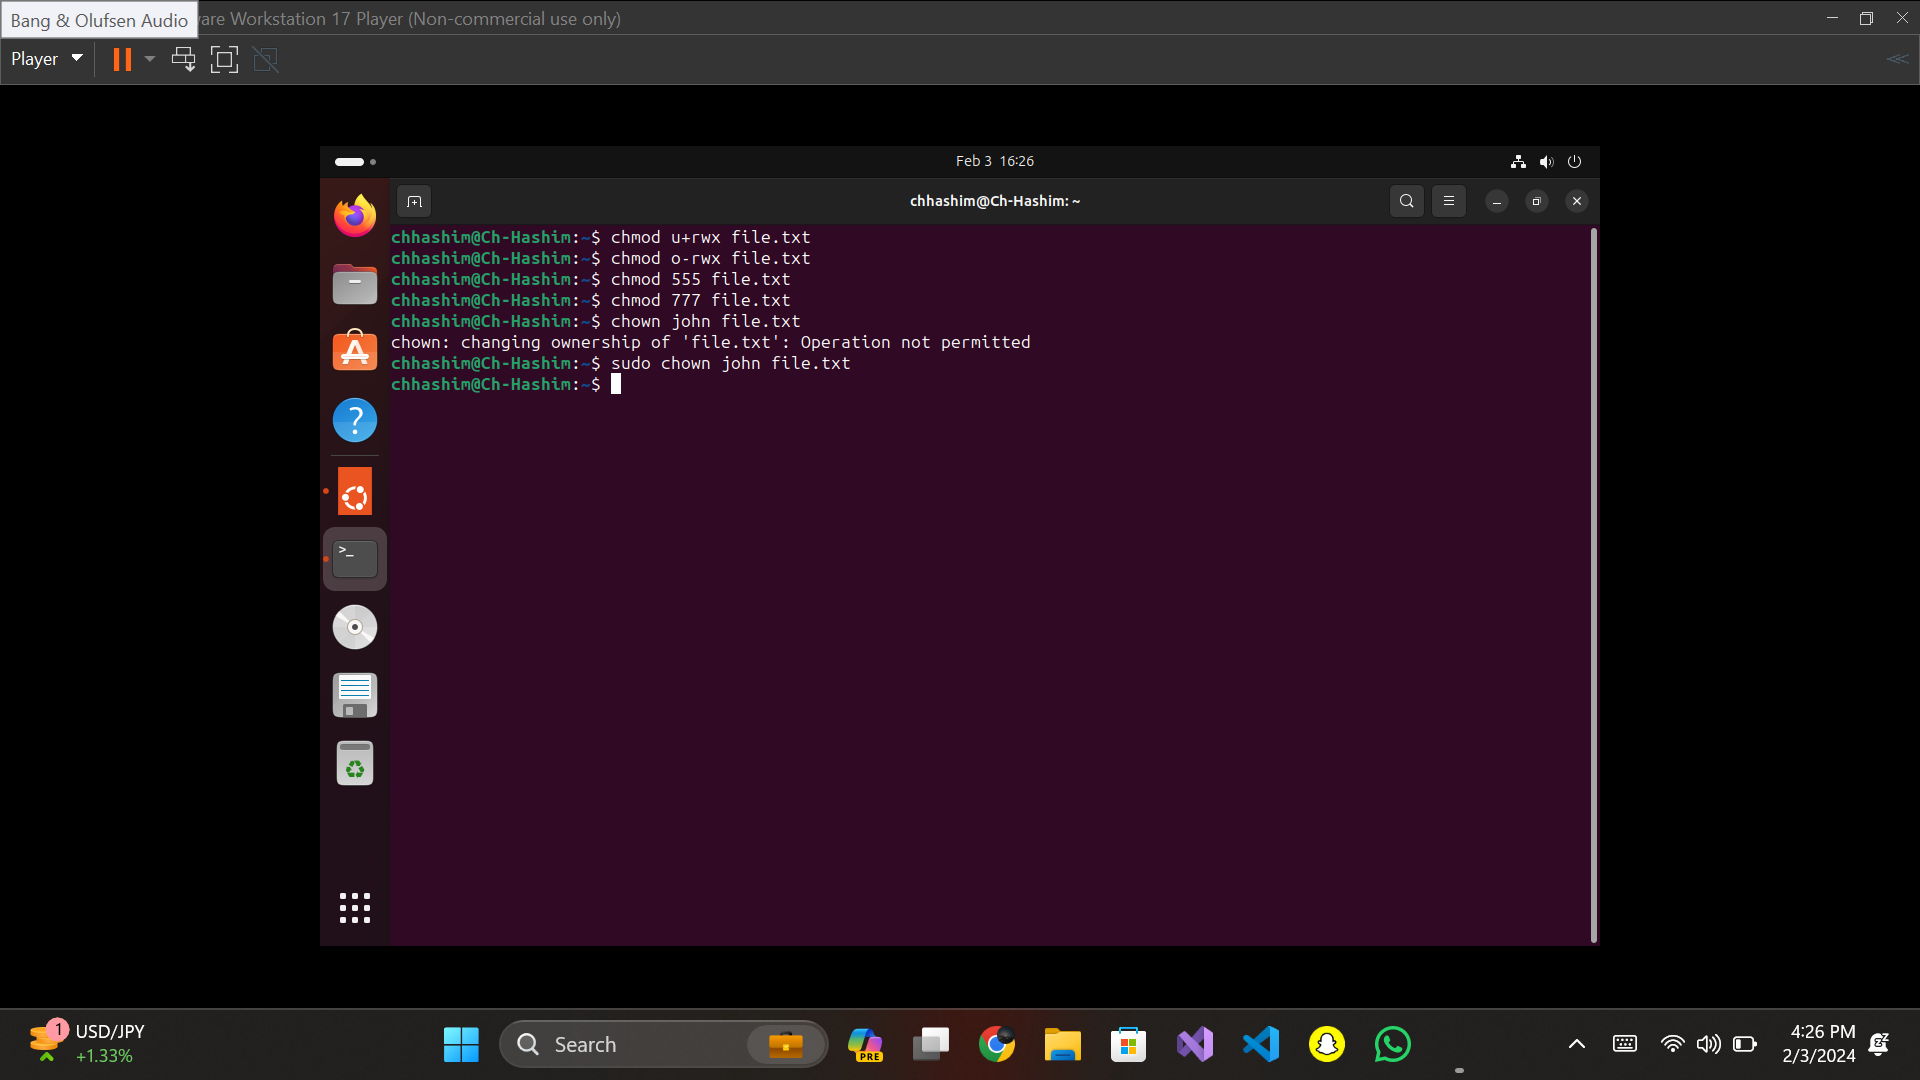 Bang & Olufsen Audio
are Workstation 17 Player (Non-commercial use only)
Player
Feb 3 16:26
chhashim@Ch-Hashim: ~
chhashim@Ch-Hashim:~$ chmod u+rwx file.txt
chhashim@Ch-Hashim:~$ chmod o-rwx file.txt
chhashim@Ch-Hashim:~$ chmod 555 file.txt
chhashim@Ch-Hashim:~$ chmod 777 file.txt
chhashim@Ch-Hashim:~$ chown john file.txt
chown: changing ownership of 'file.txt': Operation not permitted
chhashim@Ch-Hashim:~$ sudo chown john file.txt
chhashim@Ch-Hashim:~$
>_
1
USD/JPY
+1.33%
Search
PRE
4:26 PM
2/3/2024